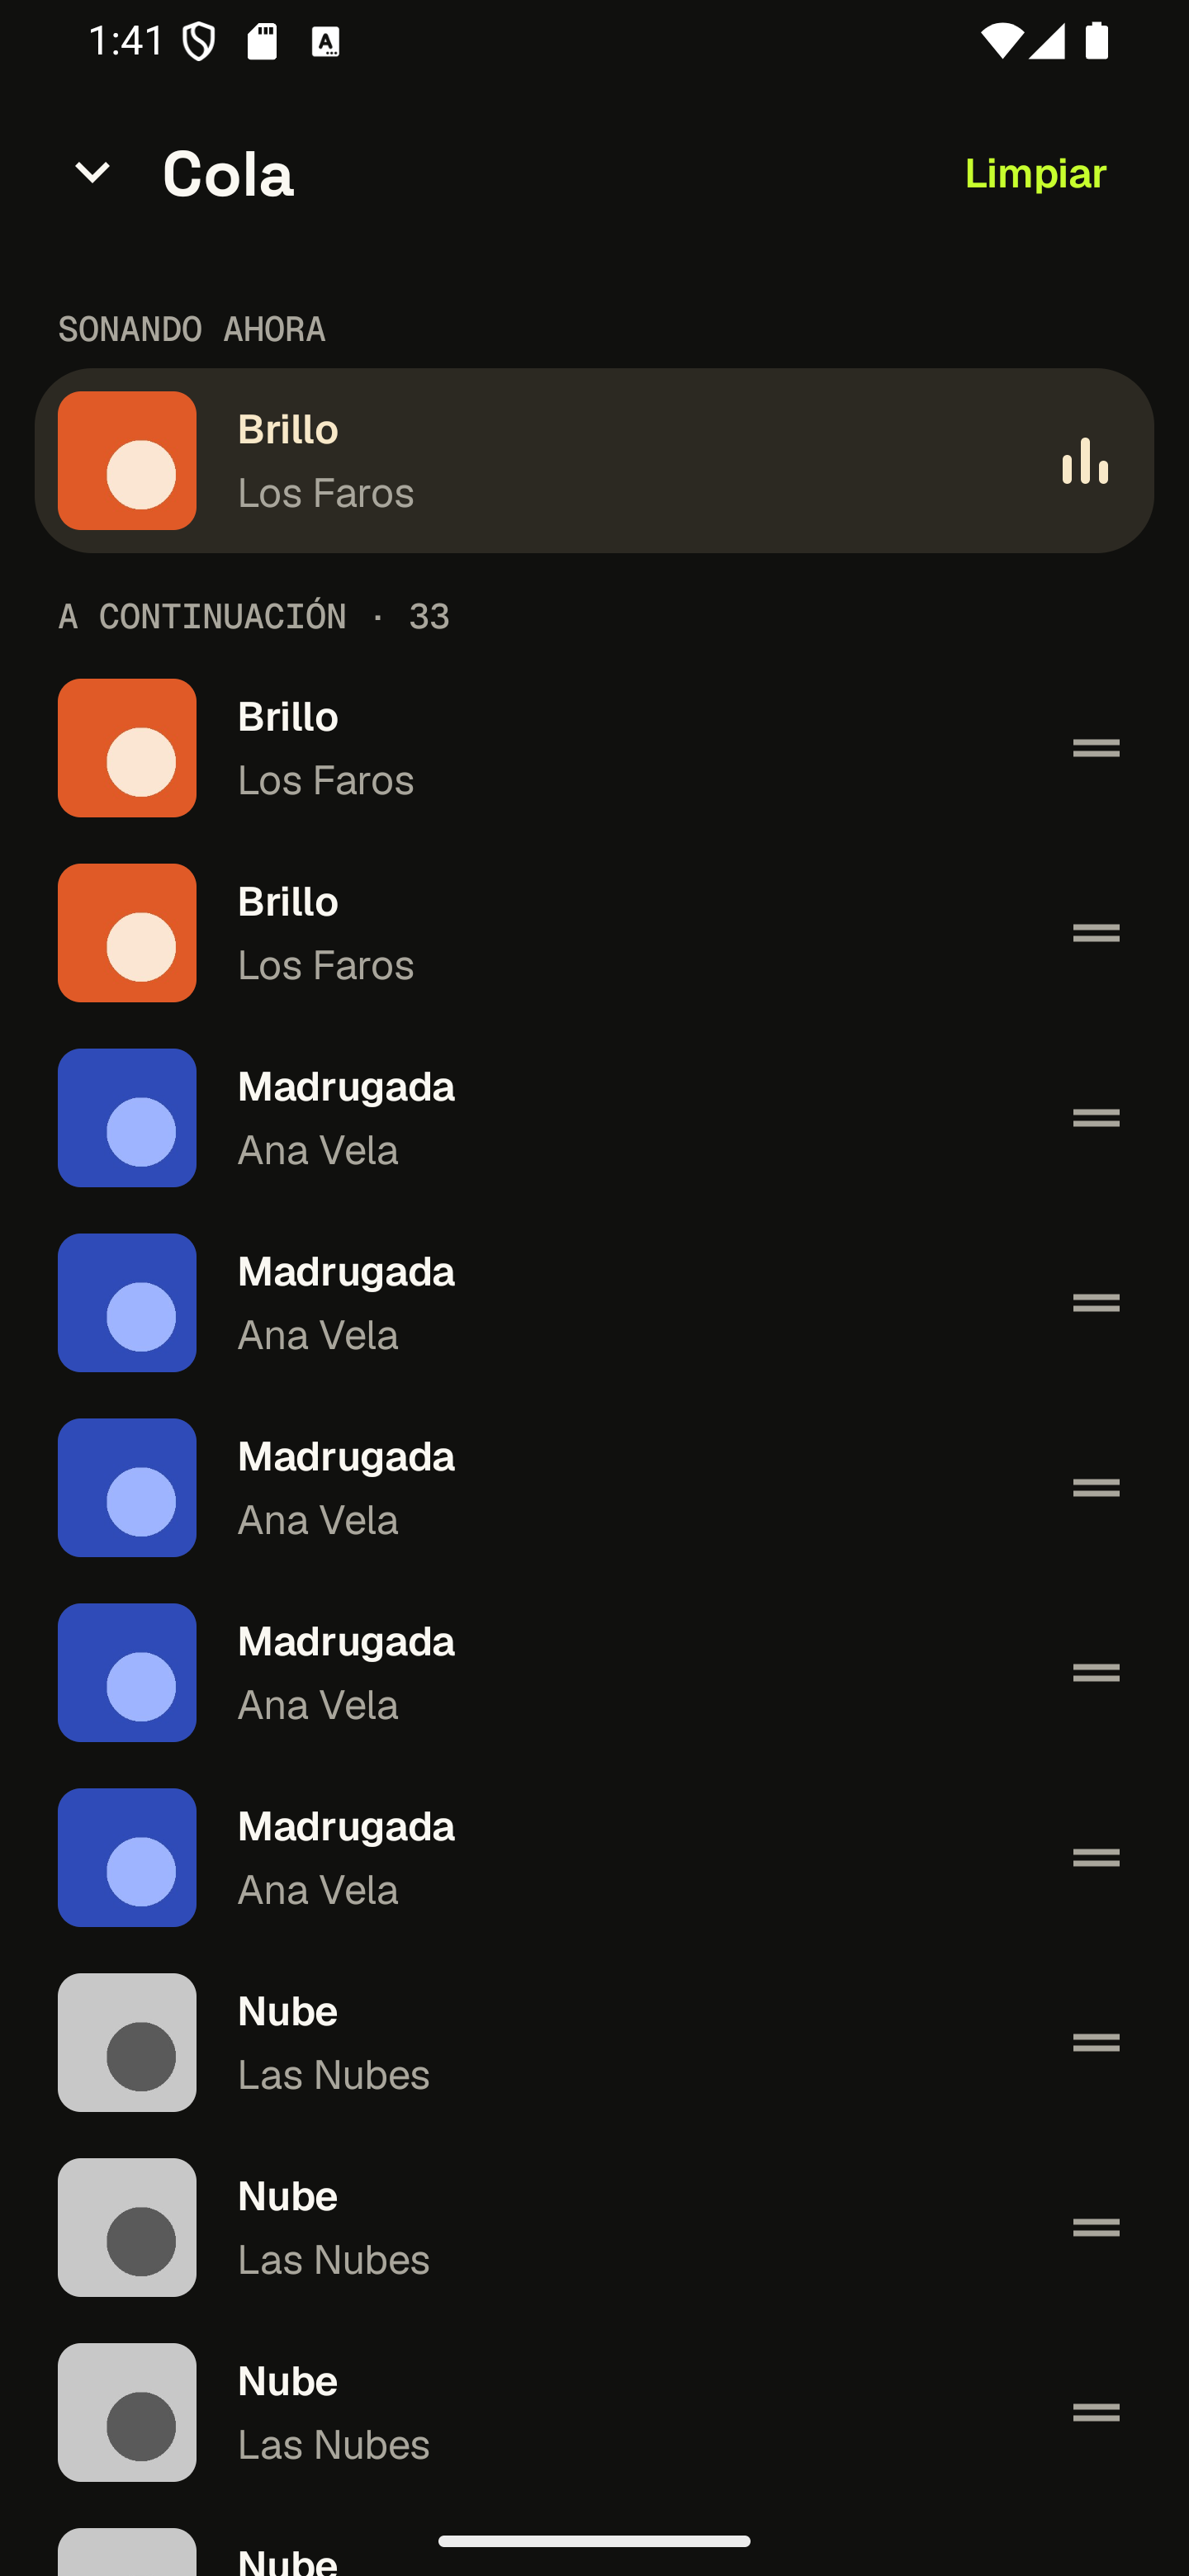 1:41
Cola
Limpiar
SONANDO AHORA
Brillo
Los Faros
A CONTINUACIÓN · 33
Brillo
Los Faros
Brillo
Los Faros
Madrugada
Ana Vela
Madrugada
Ana Vela
Madrugada
Ana Vela
Madrugada
Ana Vela
Madrugada
Ana Vela
Nube
Las Nubes
Nube
Las Nubes
Nube
Las Nubes
Nube